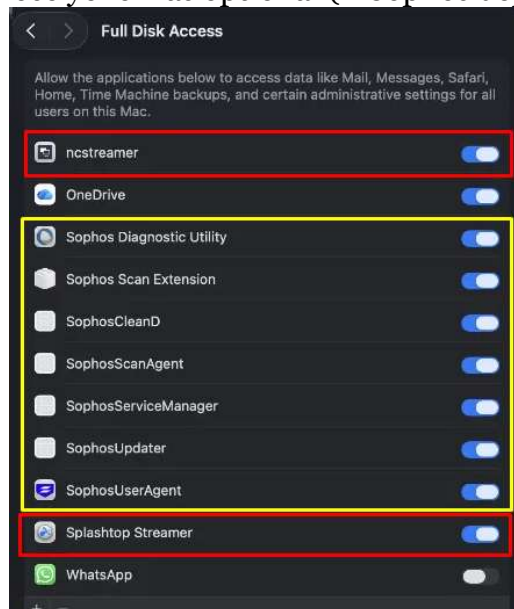 Full Disk Access
Allow the applications below to access data like Mail, Messages, Safari,
Home, Time Machine backups, and certain administrative settings for all
users on this Mac.
ncstreamer
OneDrive
Sophos Diagnostic Utility
Sophos Scan Extension
SophosCleanD
SophosScanAgent
SophosServiceManager
SophosUpdater
SophosUserAgent
Splashtop Streamer
WhatsApp